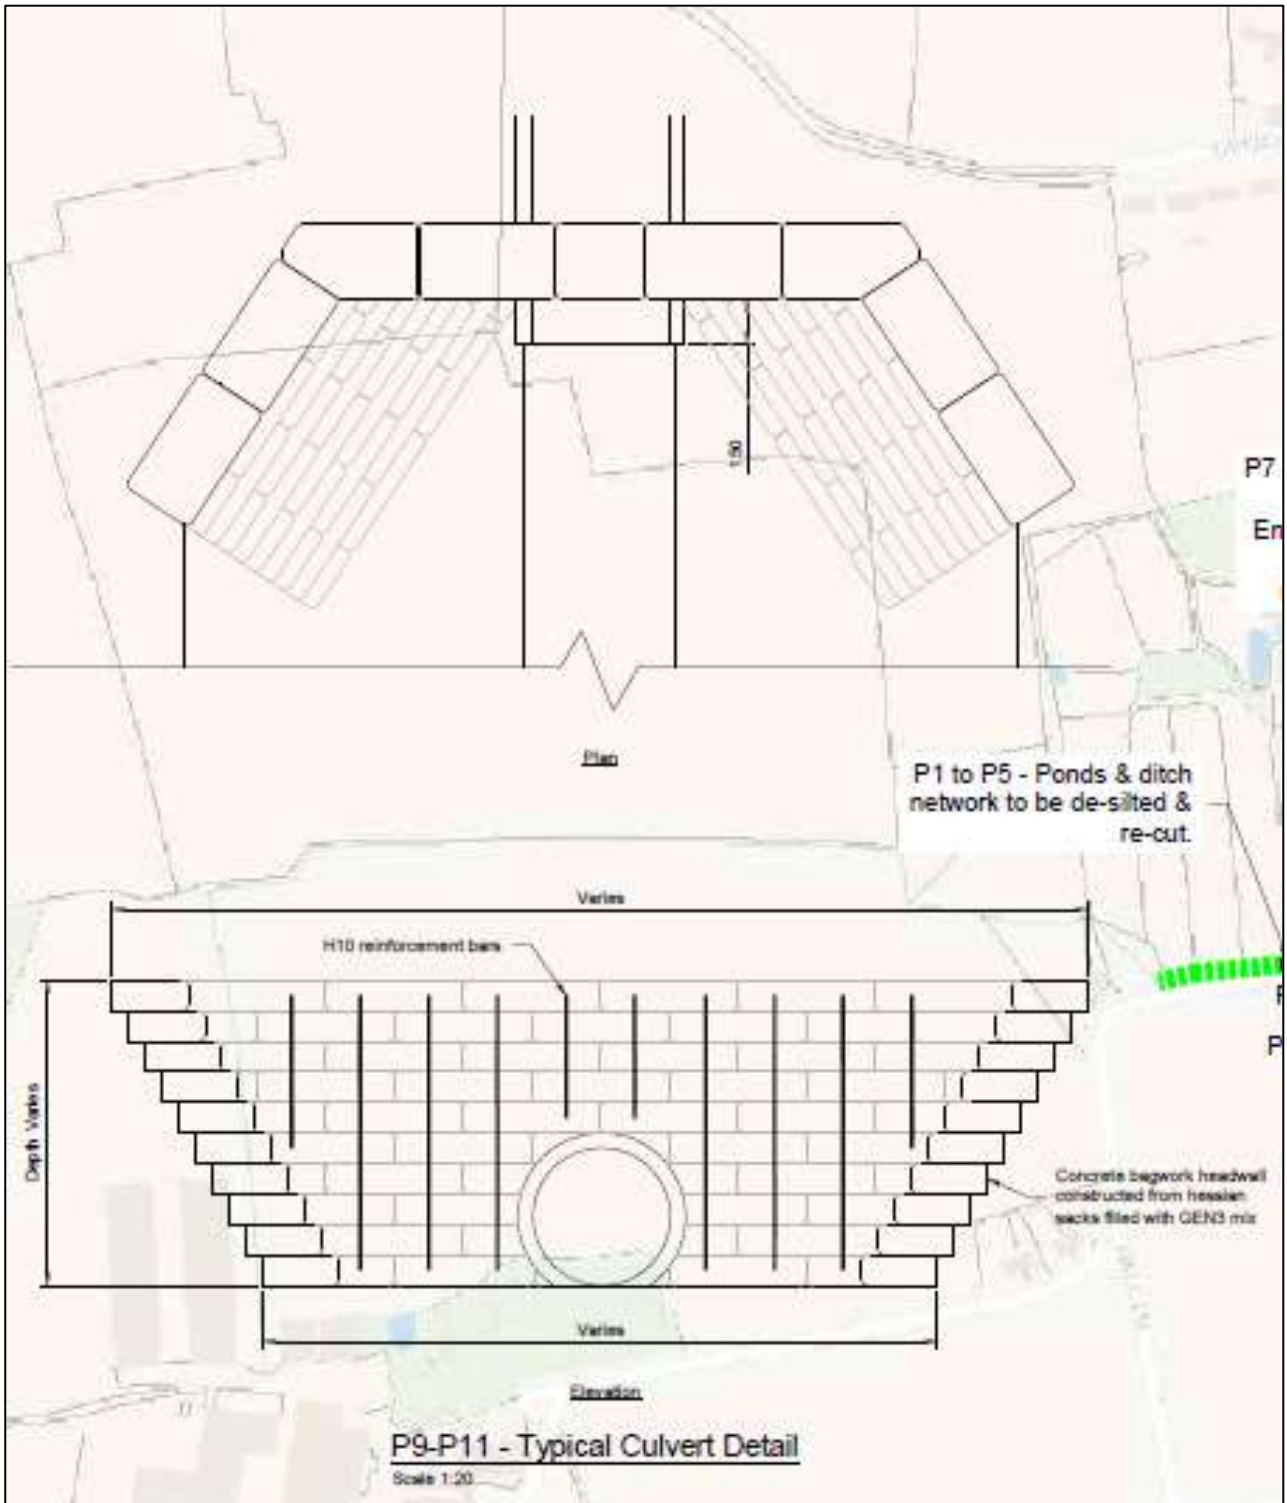 P7
En
150
Plan
P1 to P5 - Ponds & ditch
network to be de-silted &
re-cut.
Varies
H10 reinforcement bars
Depth Varies
P
Concrete bagwork headwall
constructed from hessian
sacks filled with GEN3 mix
Varies
Elevation
P9-P11 - Typical Culvert Detail
Scale 1:20